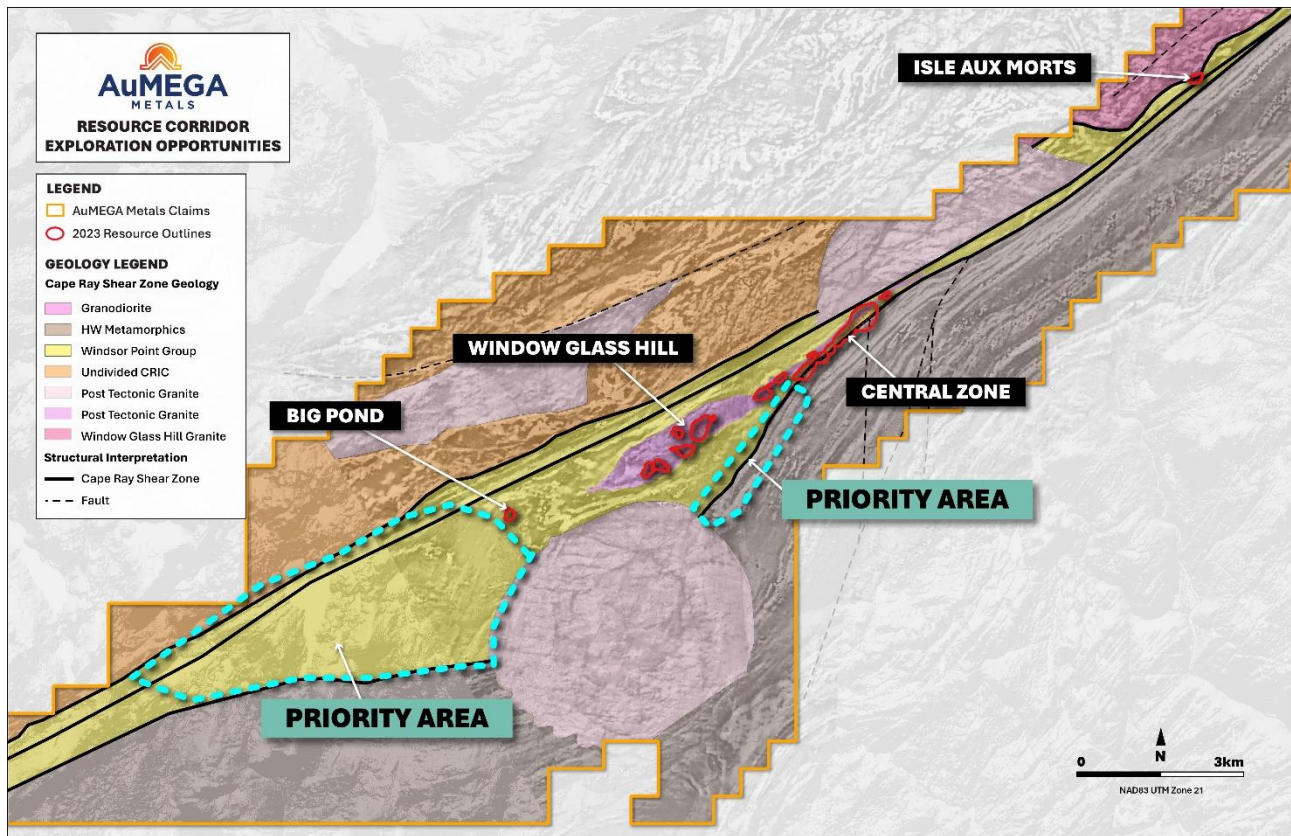 AuMEGA
METALS
RESOURCE CORRIDOR
EXPLORATION OPPORTUNITIES
LEGEND
AuMEGA Metals Claims
2023 Resource Outlines
GEOLOGY LEGEND
Cape Ray Shear Zone Geology
Granodiorite
HW Metamorphics
Windsor Point Group
Undivided CRIC
Post Tectonic Granite
Post Tectonic Granite
Window Glass Hill Granite
Structural Interpretation
Cape Ray Shear Zone
Fault
ISLE AUX MORTS
WINDOW GLASS HILL
CENTRAL ZONE
BIG POND
PRIORITY AREA
PRIORITY AREA
N
0 3km
NAD83 UTM Zone 21